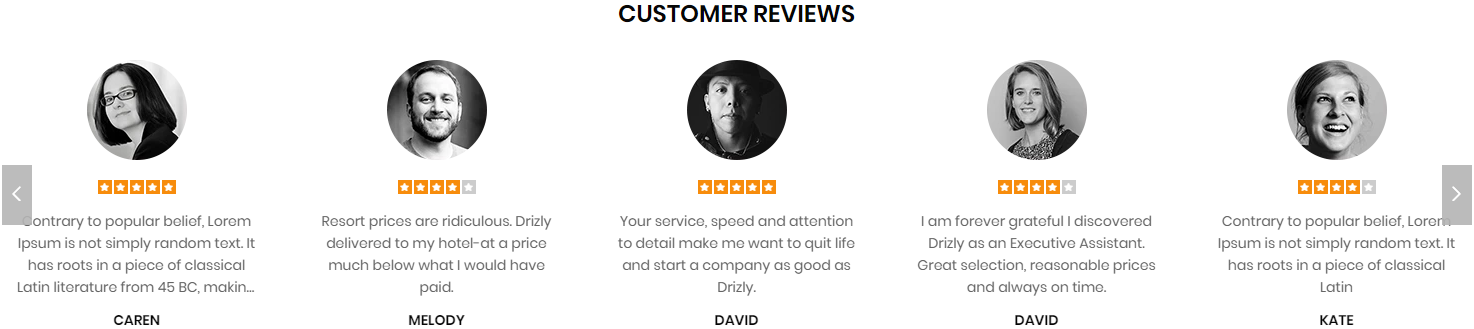 CUSTOMER REVIEWS
Contrary to popular belief, Lorem
Ipsum is not simply random text. It
has roots in a piece of classical
Latin literature from 45 BC, makin...
CAREN
Resort prices are ridiculous. Drizly
delivered to my hotel-at a price
much below what I would have
paid.
MELODY
Your service, speed and attention
to detail make me want to quit life
and start a company as good as
Drizly.
DAVID
I am forever grateful I discovered
Drizly as an Executive Assistant.
Great selection, reasonable prices
and always on time.
DAVID
Contrary to popular belief, Lorem
Ipsum is not simply random text. It
has roots in a piece of classical
Latin
KATE